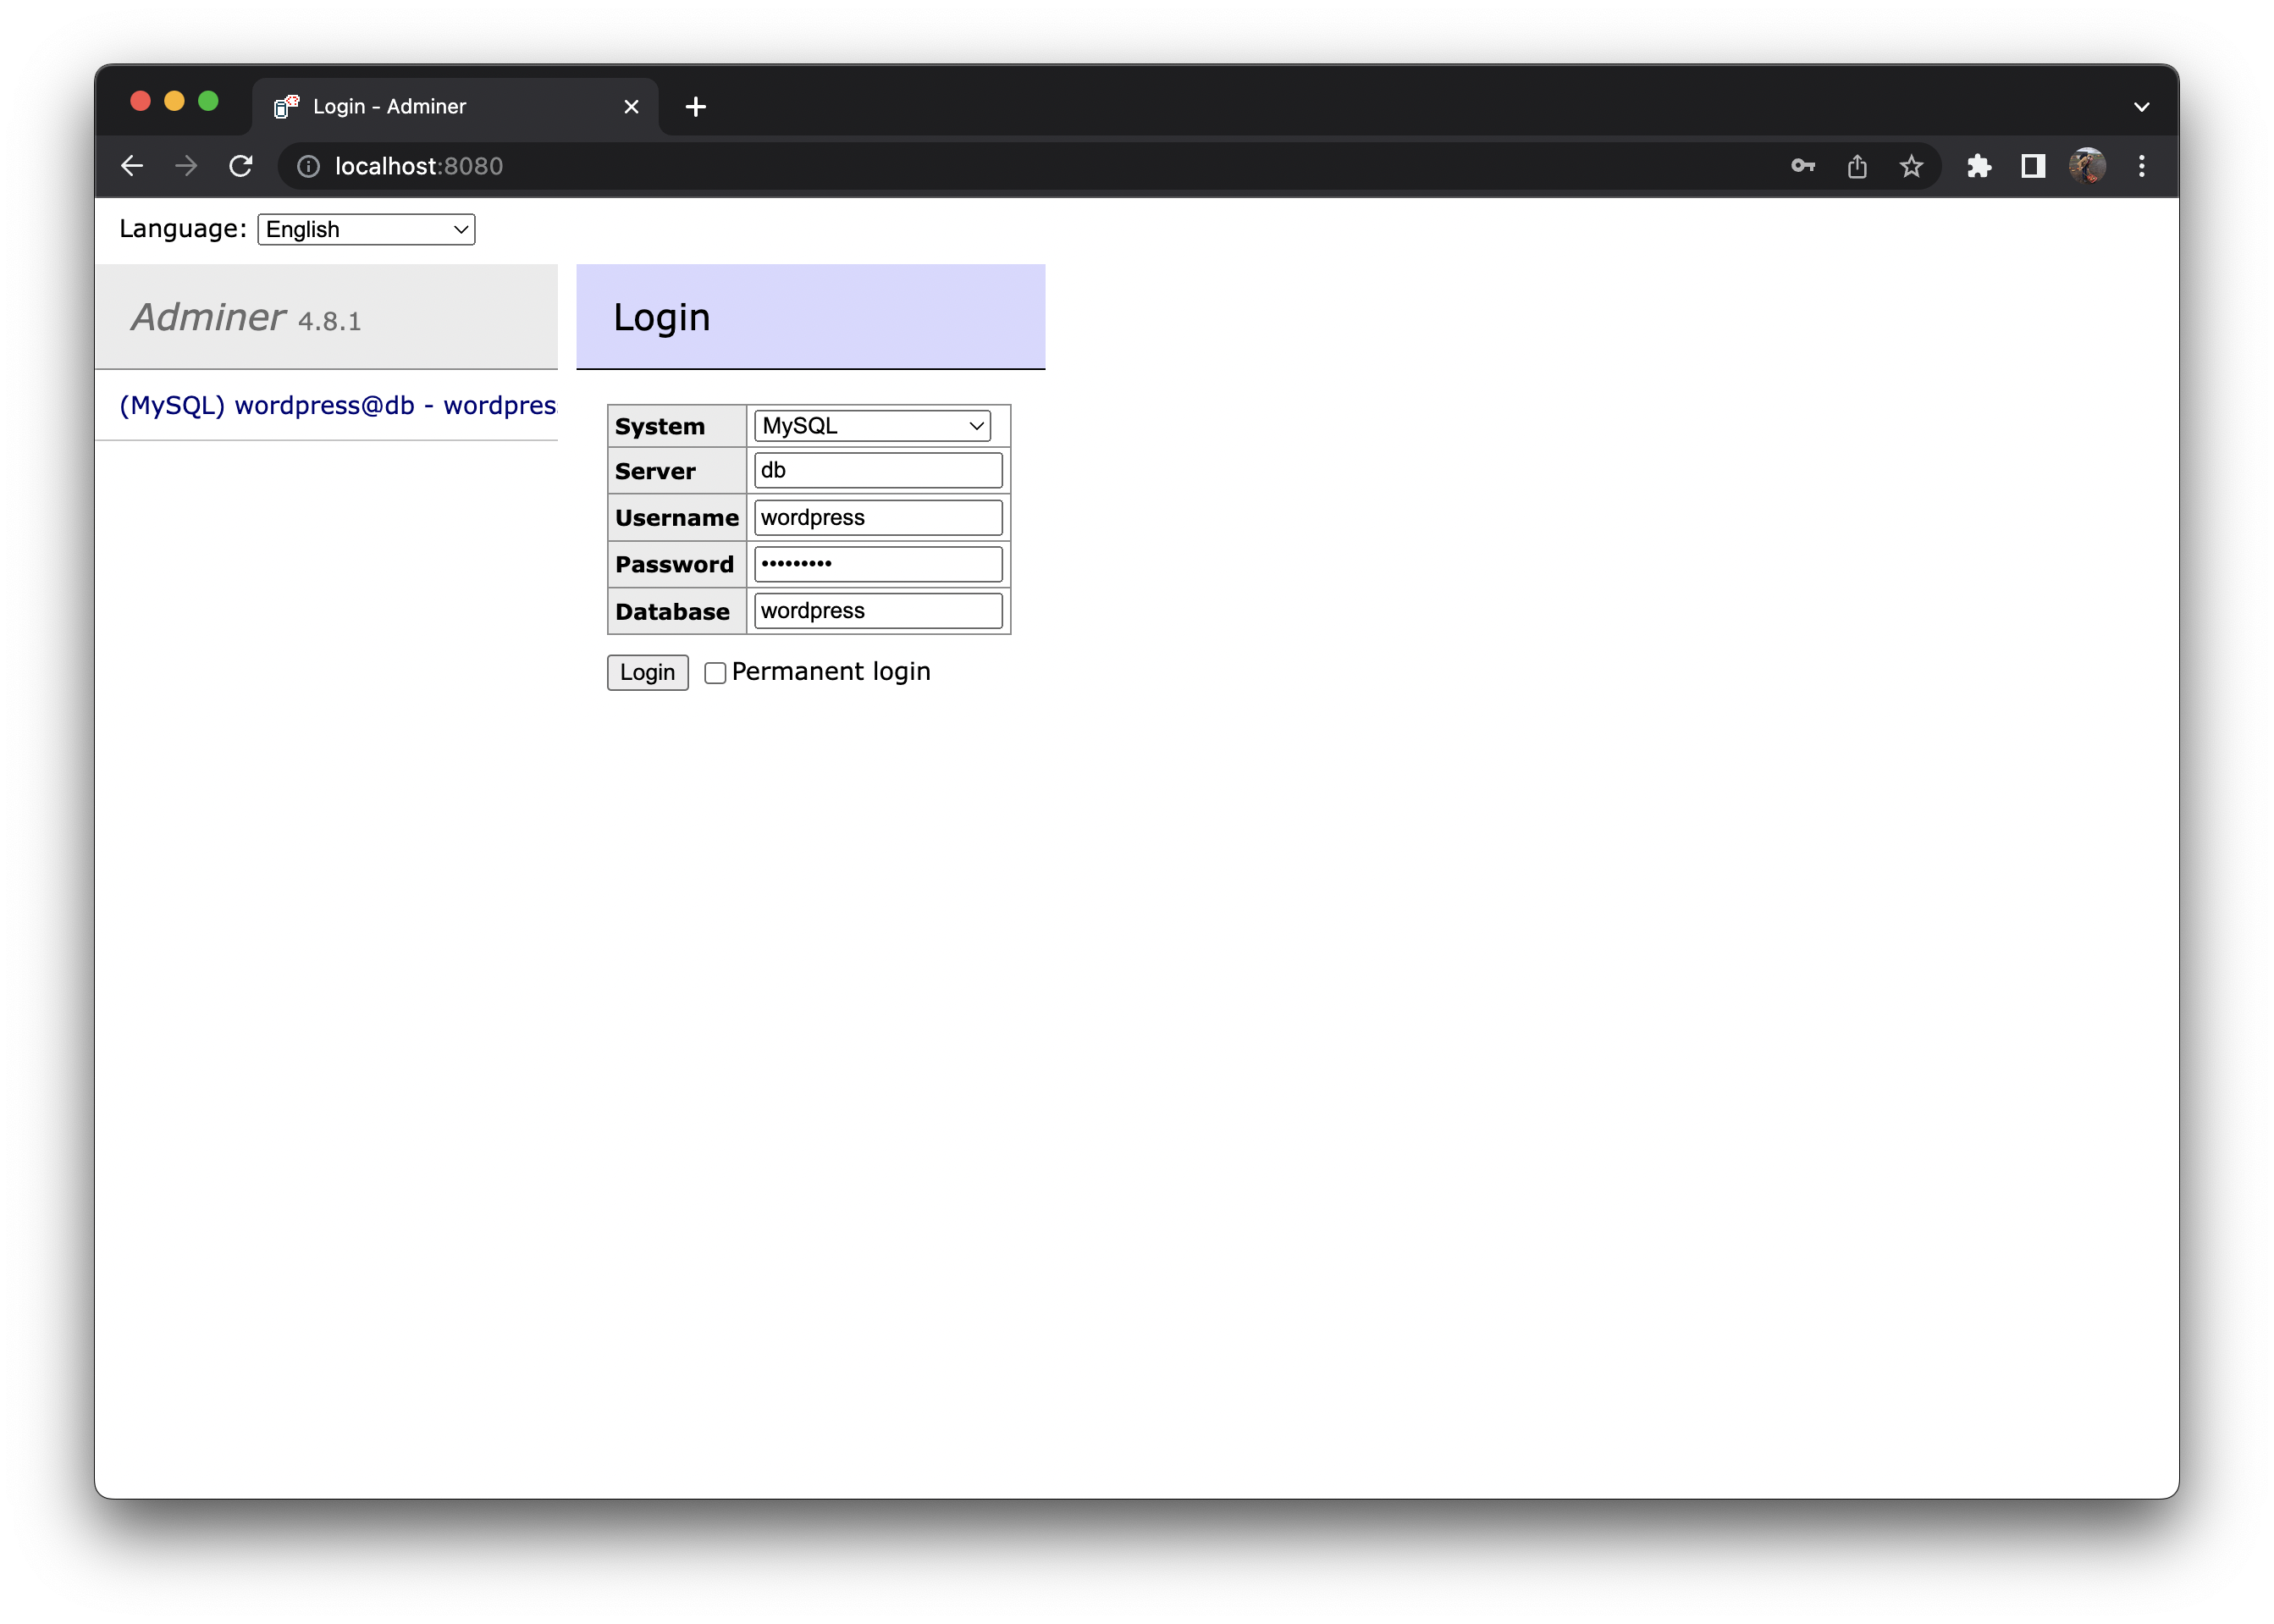 Login - Adminer
localhost:8080
Language: English
Adminer 4.8.1
Login
(MySQL) wordpress@db - wordpres
System MySQL
Server db
Username wordpress
Password •••••••••
Database wordpress
Login Permanent login